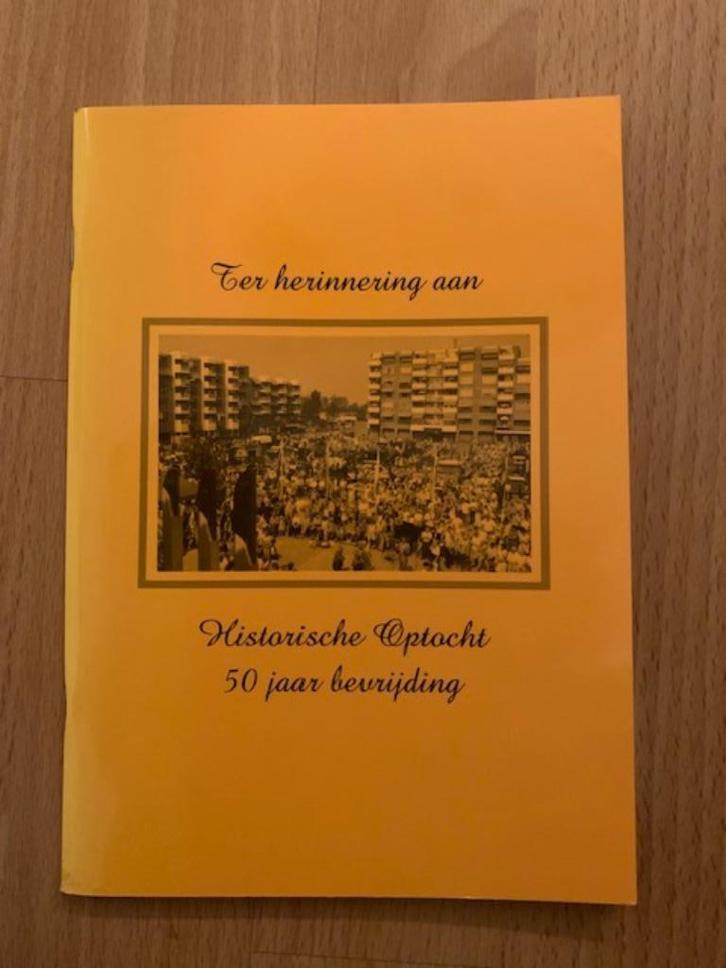 Ter herinnering aan
Historische Optocht
50 jaar bevrijding